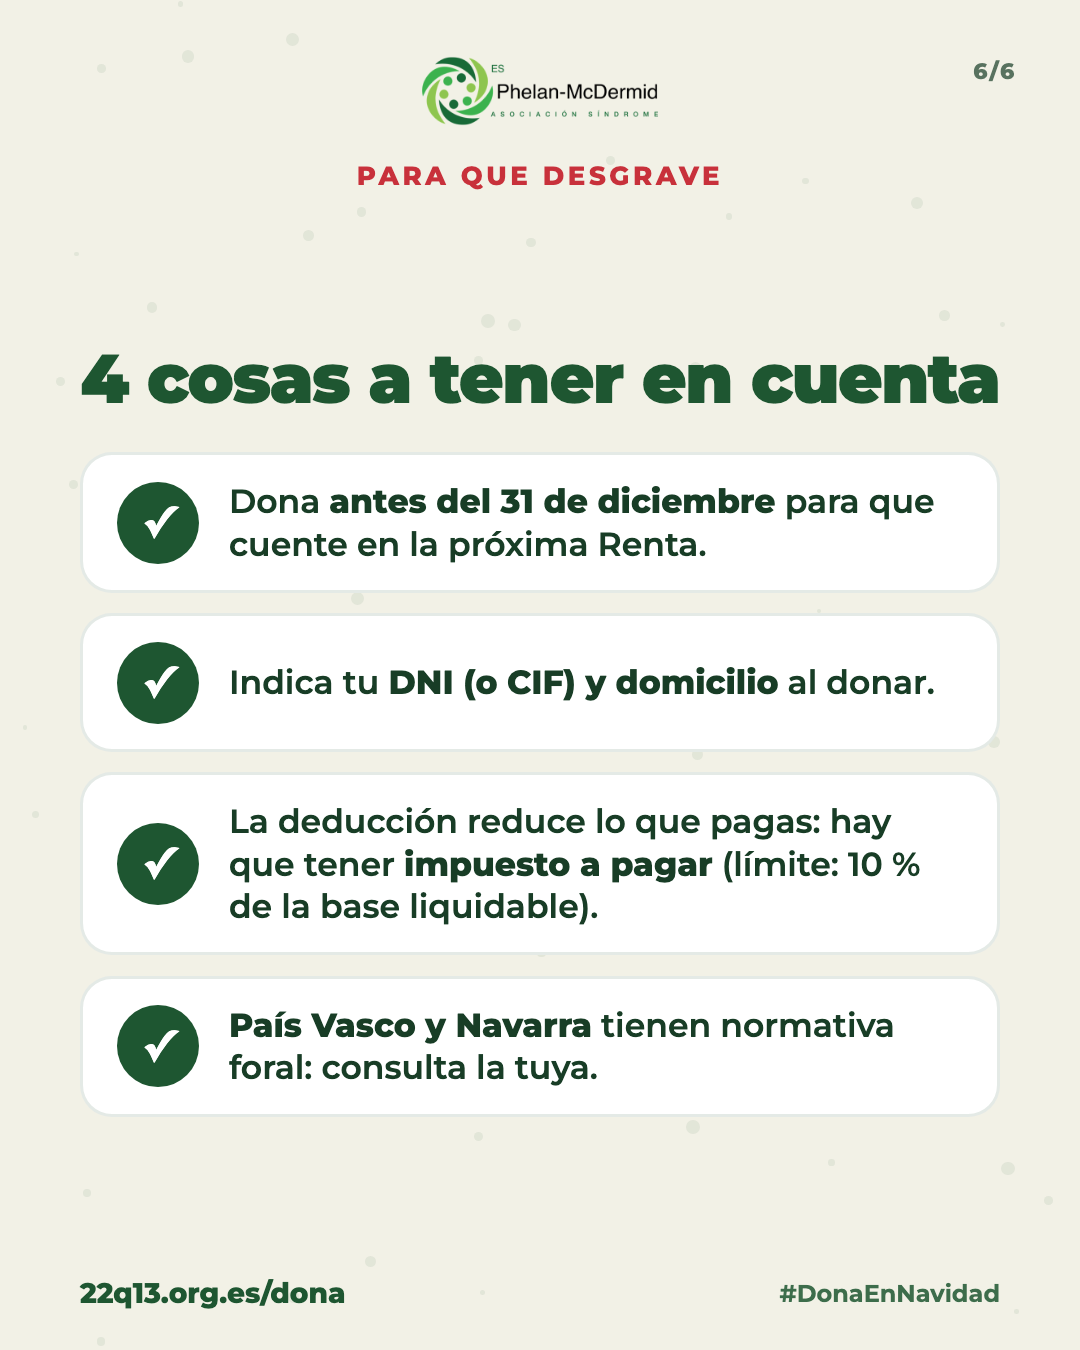 ES
Phelan-McDermid
ASOCIACIÓN SÍNDROME
6/6
PARA QUE DESGRAVE
4 cosas a tener en cuenta
Dona antes del 31 de diciembre para que
cuente en la próxima Renta.
Indica tu DNI (o CIF) y domicilio al donar.
La deducción reduce lo que pagas: hay
que tener impuesto a pagar (límite: 10 %
de la base liquidable).
País Vasco y Navarra tienen normativa
foral: consulta la tuya.
22q13.org.es/dona
#DonaEnNavidad